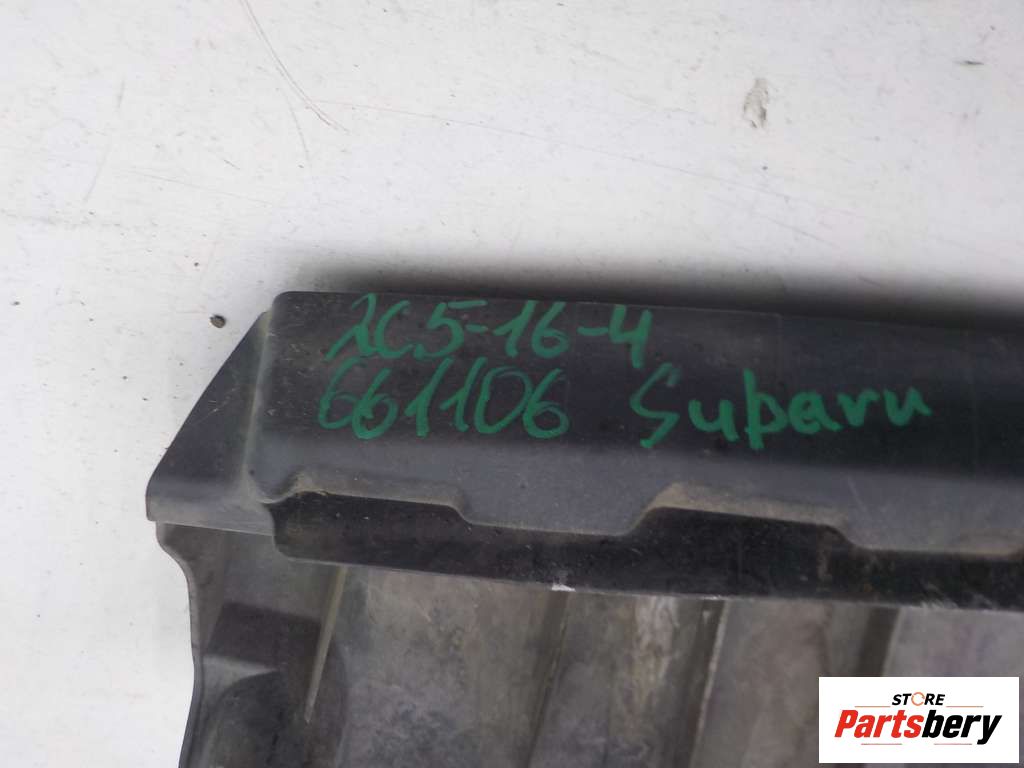 2C5-16-4
661106 Subaru
STORE
Partsbery